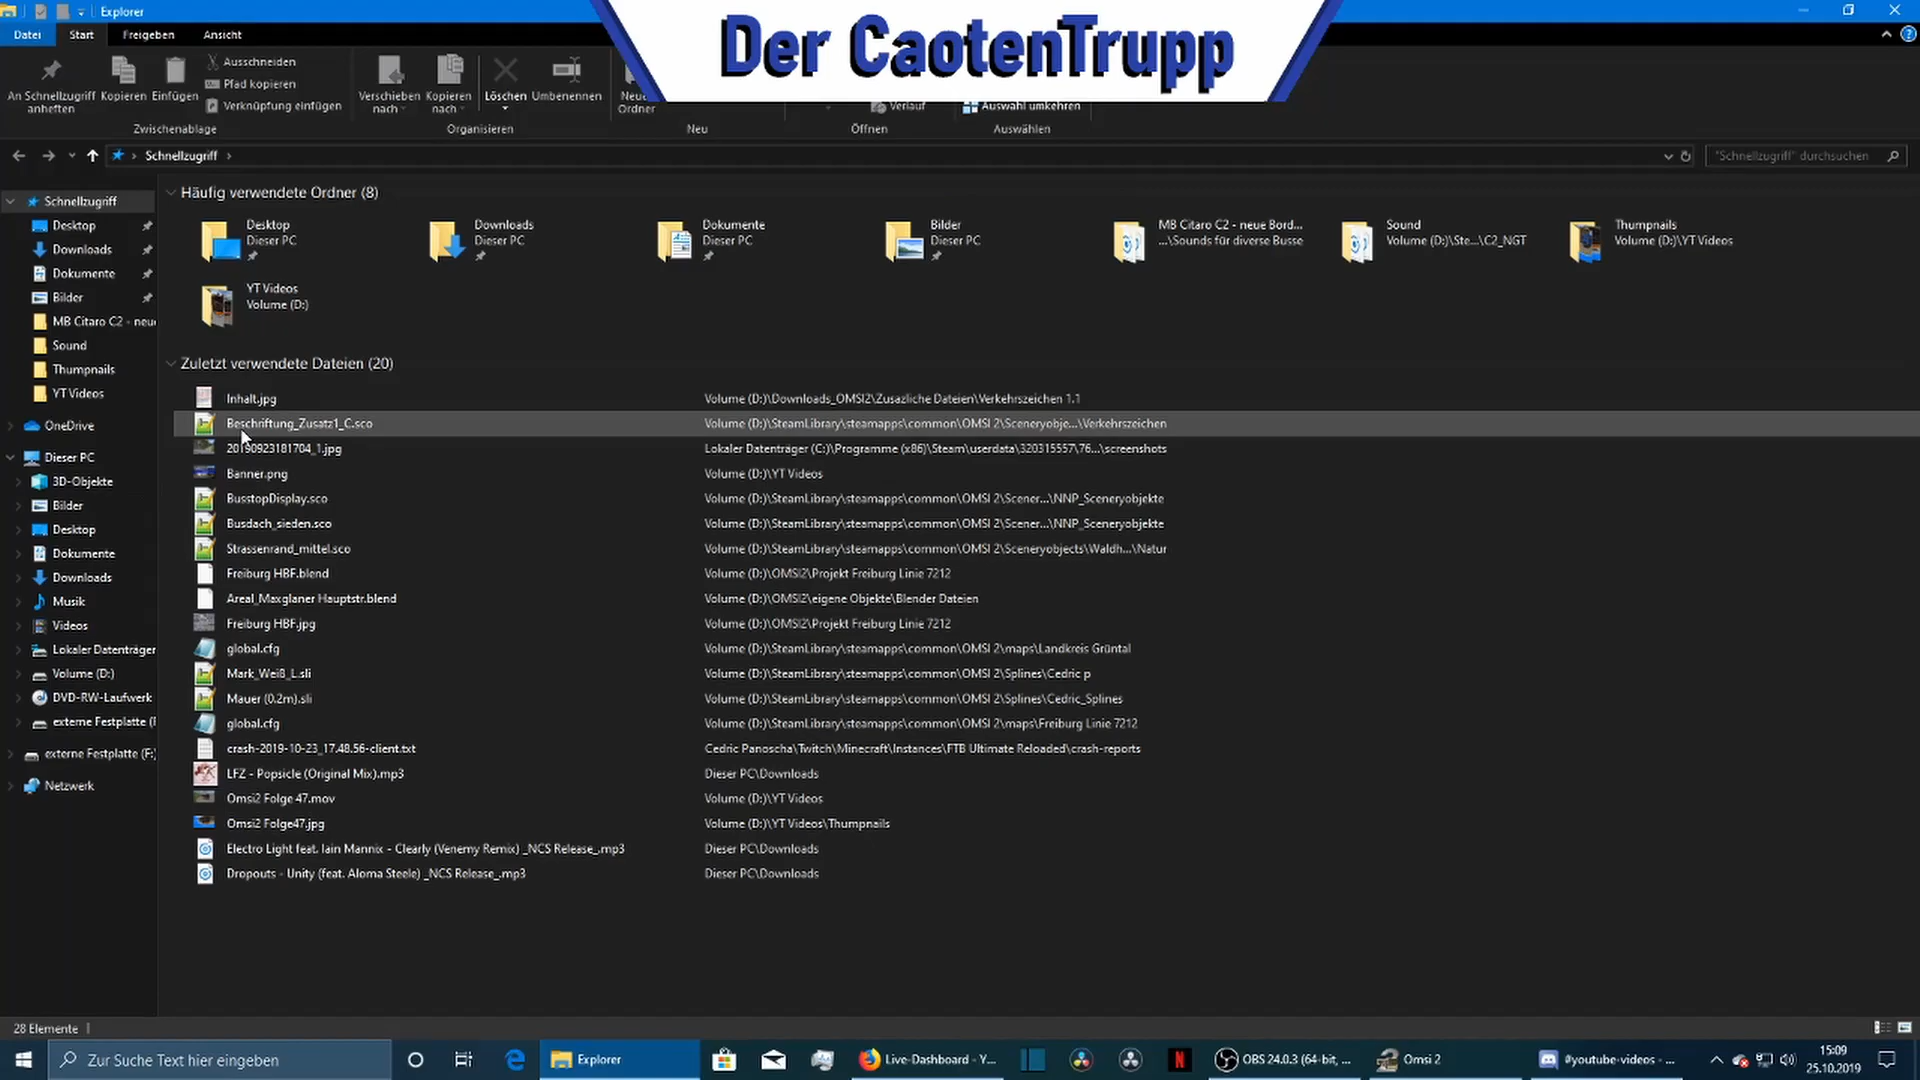 Explorer
Der CaotenTrupp
Datei Start Freigeben Ansicht
An Schnellzugriff anheften
Kopieren
Einfügen
Ausschneiden
Pfad kopieren
Verknüpfung einfügen
Zwischenablage
Verschieben nach
Kopieren nach
Löschen
Umbenennen
Organisieren
Ordner
Neu
Verlauf
Öffnen
Auswahl umkehren
Auswählen
Schnellzugriff
"Schnellzugriff" durchsuchen
Schnellzugriff
Desktop
Downloads
Dokumente
Bilder
MB Citaro C2 - neue
Sound
Thumpnails
YT Videos
OneDrive
Dieser PC
3D-Objekte
Bilder
Desktop
Dokumente
Downloads
Musik
Videos
Lokaler Datenträger
Volume (D:)
DVD-RW-Laufwerk
externe Festplatte (
externe Festplatte (F:)
Netzwerk
Häufig verwendete Ordner (8)
Desktop
Dieser PC
Downloads
Dieser PC
Dokumente
Dieser PC
Bilder
Dieser PC
MB Citaro C2 - neue Bord...
...\Sounds für diverse Busse
Sound
Volume (D:)\Ste...\C2_NGT
Thumpnails
Volume (D:)\YT Videos
YT Videos
Volume (D:)
Zuletzt verwendete Dateien (20)
Inhalt.jpg Volume (D:)\Downloads_OMSI2\Zusazliche Dateien\Verkehrszeichen 1.1
Beschriftung_Zusatz1_C.sco Volume (D:)\SteamLibrary\steamapps\common\OMSI 2\Sceneryobje...\Verkehrszeichen
20190923181704_1.jpg Lokaler Datenträger (C:)\Programme (x86)\Steam\userdata\320315557\76...\screenshots
Banner.png Volume (D:)\YT Videos
BusstopDisplay.sco Volume (D:)\SteamLibrary\steamapps\common\OMSI 2\Scener...\NNP_Sceneryobjekte
Busdach_sieden.sco Volume (D:)\SteamLibrary\steamapps\common\OMSI 2\Scener...\NNP_Sceneryobjekte
Strassenrand_mittel.sco Volume (D:)\SteamLibrary\steamapps\common\OMSI 2\Sceneryobjects\Waldh...\Natur
Freiburg HBF.blend Volume (D:)\OMSI2\Projekt Freiburg Linie 7212
Areal_Maxglaner Hauptstr.blend Volume (D:)\OMSI2\eigene Objekte\Blender Dateien
Freiburg HBF.jpg Volume (D:)\OMSI2\Projekt Freiburg Linie 7212
global.cfg Volume (D:)\SteamLibrary\steamapps\common\OMSI 2\maps\Landkreis Grüntal
Mark_Weiß_L.sli Volume (D:)\SteamLibrary\steamapps\common\OMSI 2\Splines\Cedric p
Mauer (0.2m).sli Volume (D:)\SteamLibrary\steamapps\common\OMSI 2\Splines\Cedric_Splines
global.cfg Volume (D:)\SteamLibrary\steamapps\common\OMSI 2\maps\Freiburg Linie 7212
crash-2019-10-23_17.48.56-client.txt Cedric Panoscha\Twitch\Minecraft\Instances\FTB Ultimate Reloaded\crash-reports
LFZ - Popsicle (Original Mix).mp3 Dieser PC\Downloads
Omsi2 Folge 47.mov Volume (D:)\YT Videos
Omsi2 Folge47.jpg Volume (D:)\YT Videos\Thumpnails
Electro Light feat. Iain Mannix - Clearly (Venemy Remix) _NCS Release_.mp3 Dieser PC\Downloads
Dropouts - Unity (feat. Aloma Steele) _NCS Release_.mp3 Dieser PC\Downloads
28 Elemente
Zur Suche Text hier eingeben
Explorer
Live-Dashboard - Y...
OBS 24.0.3 (64-bit, ...
Omsi 2
#youtube-videos - ...
15:09
25.10.2019